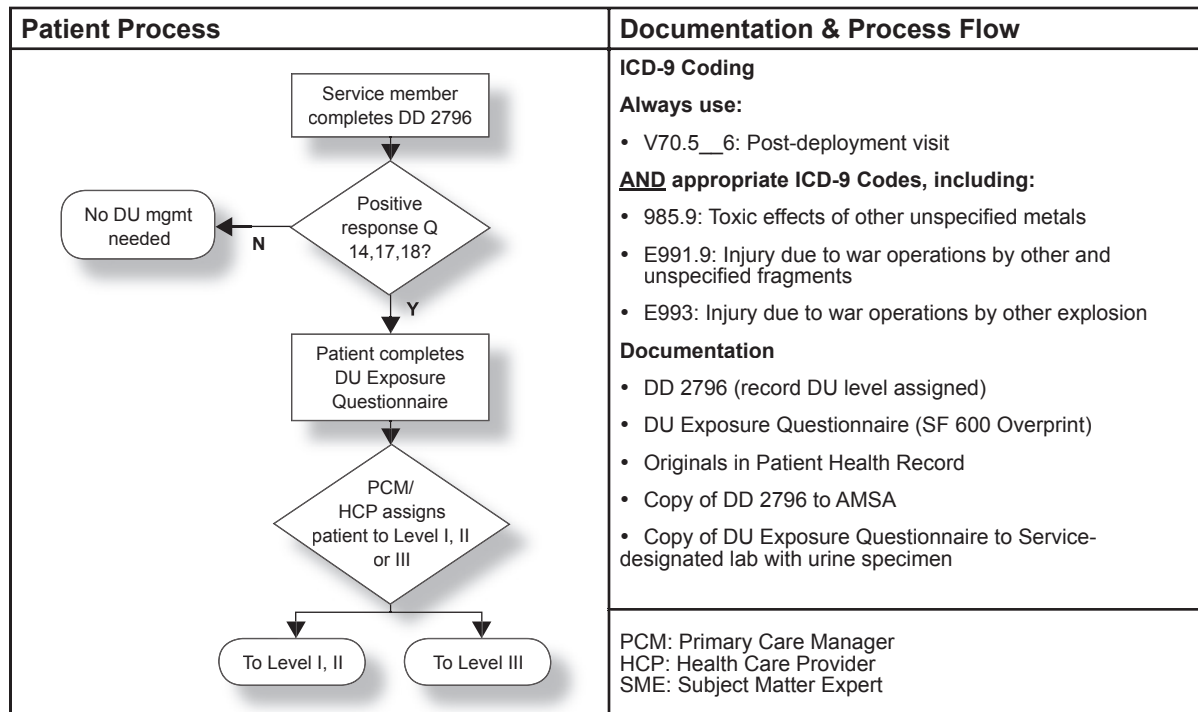 Patient Process
Service member
completes DD 2796
Positive
response Q
14,17,18?
N
No DU mgmt
needed
Y
Patient completes
DU Exposure
Questionnaire
PCM/
HCP assigns
patient to Level I, II
or III
To Level I, II
To Level III
Documentation & Process Flow
ICD-9 Coding
Always use:
• V70.5__6: Post-deployment visit
AND appropriate ICD-9 Codes, including:
• 985.9: Toxic effects of other unspecified metals
• E991.9: Injury due to war operations by other and
unspecified fragments
• E993: Injury due to war operations by other explosion
Documentation
• DD 2796 (record DU level assigned)
• DU Exposure Questionnaire (SF 600 Overprint)
• Originals in Patient Health Record
• Copy of DD 2796 to AMSA
• Copy of DU Exposure Questionnaire to Service-
designated lab with urine specimen
PCM: Primary Care Manager
HCP: Health Care Provider
SME: Subject Matter Expert